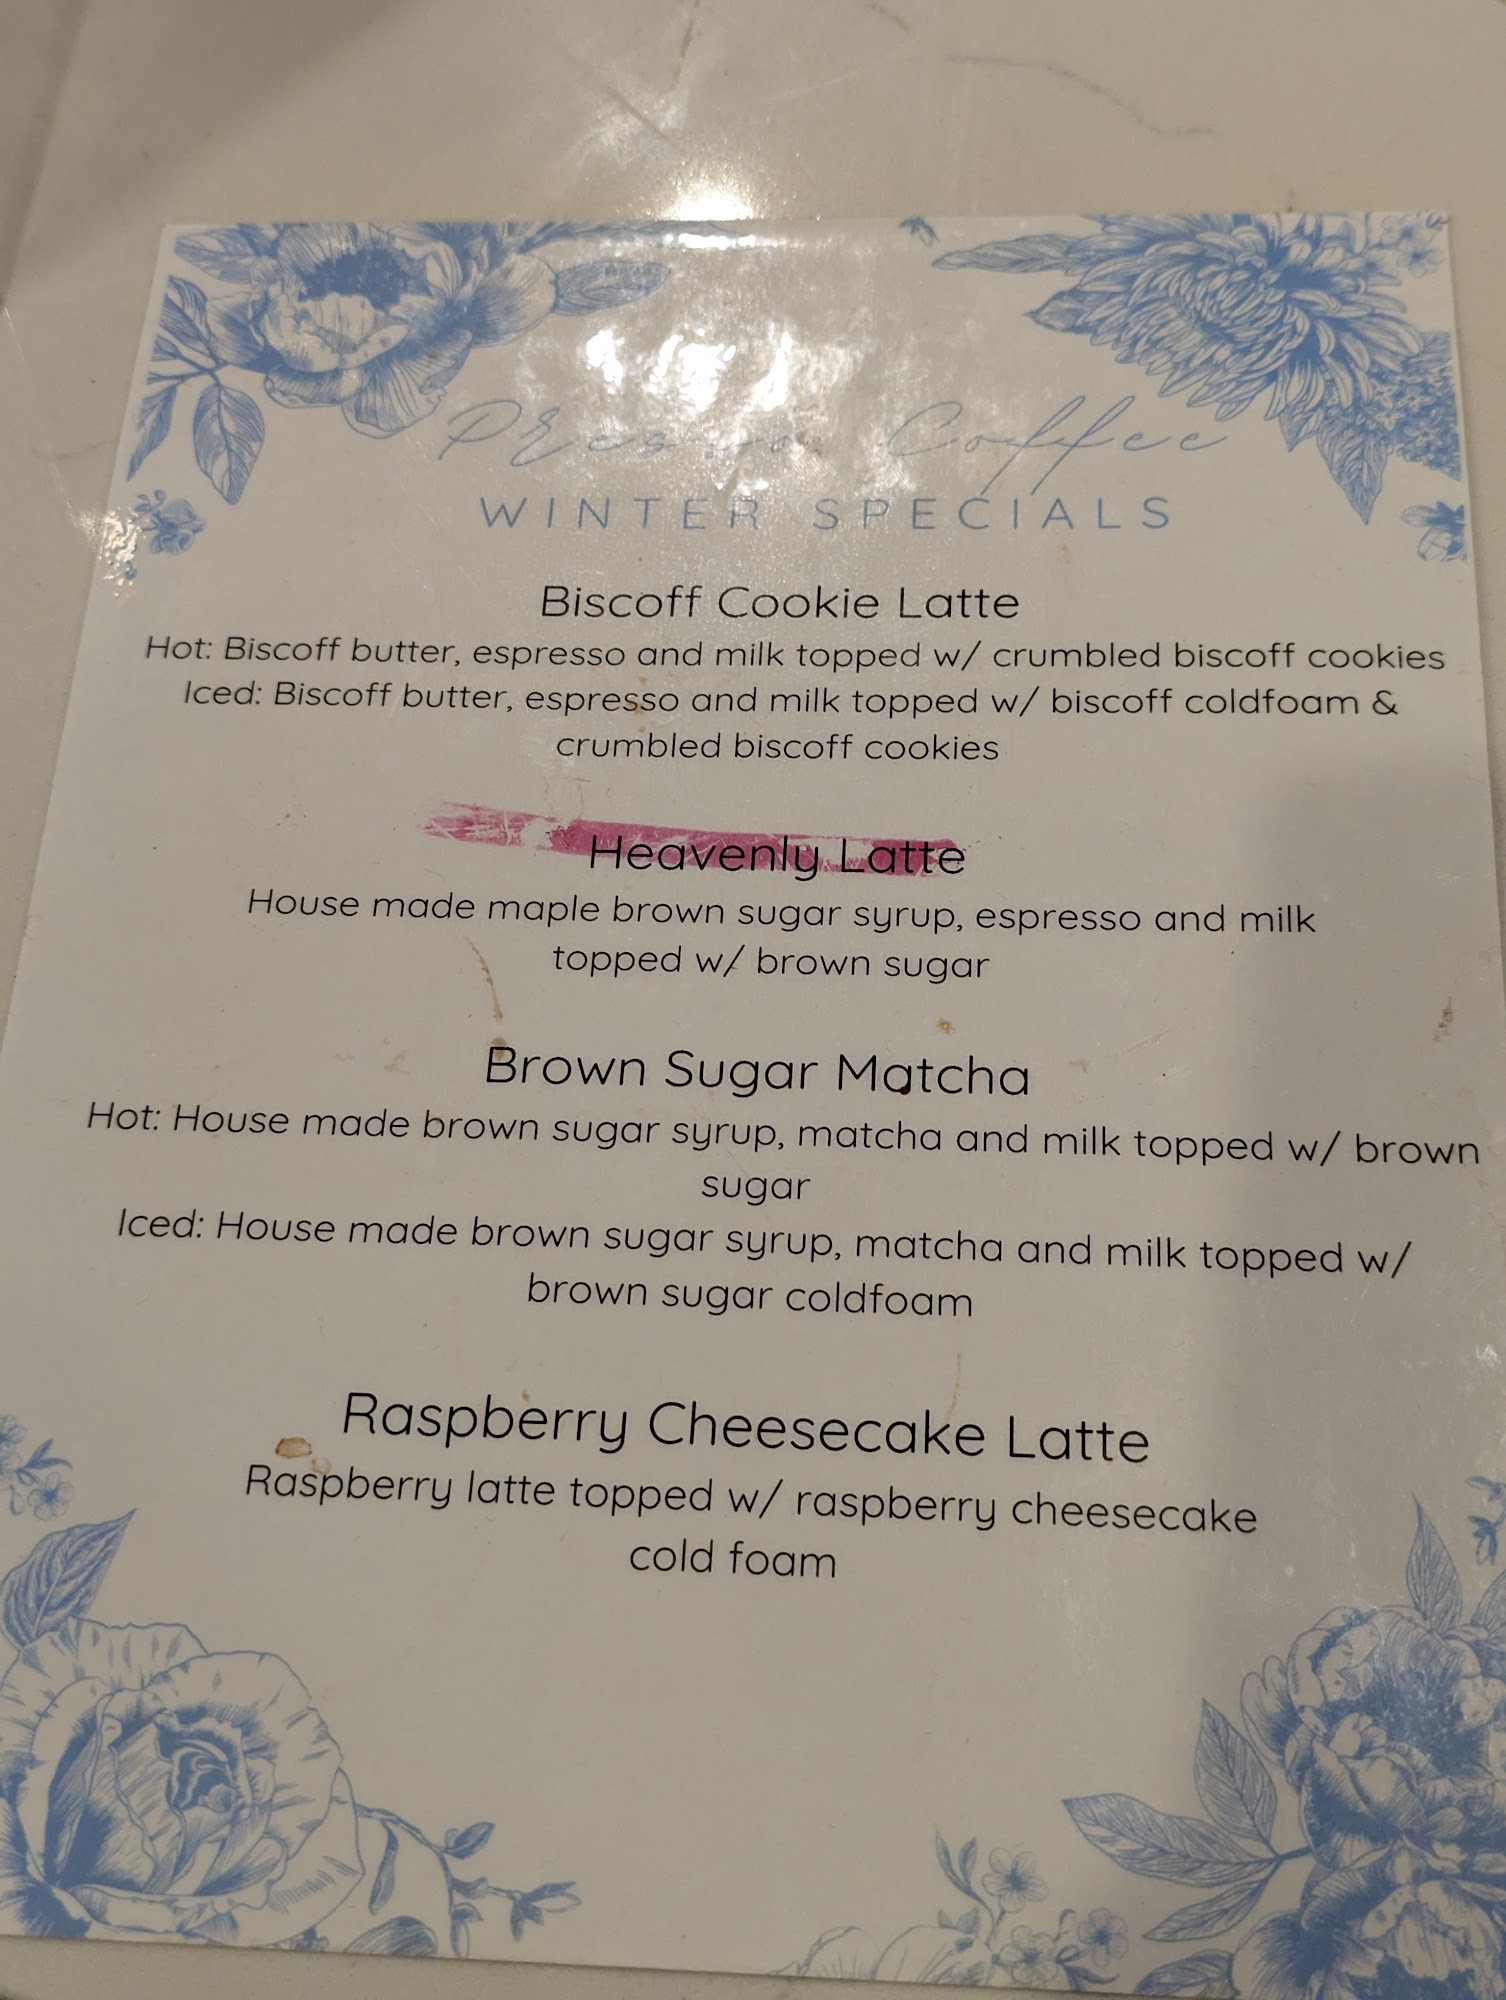 Presso Coffee
WINTER SPECIALS
Biscoff Cookie Latte
Hot: Biscoff butter, espresso and milk topped w/ crumbled biscoff cookies
Iced: Biscoff butter, espresso and milk topped w/ biscoff coldfoam &
crumbled biscoff cookies
Heavenly Latte
House made maple brown sugar syrup, espresso and milk
topped w/ brown sugar
Brown Sugar Matcha
Hot: House made brown sugar syrup, matcha and milk topped w/ brown
sugar
Iced: House made brown sugar syrup, matcha and milk topped w/
brown sugar coldfoam
Raspberry Cheesecake Latte
Raspberry latte topped w/ raspberry cheesecake
cold foam